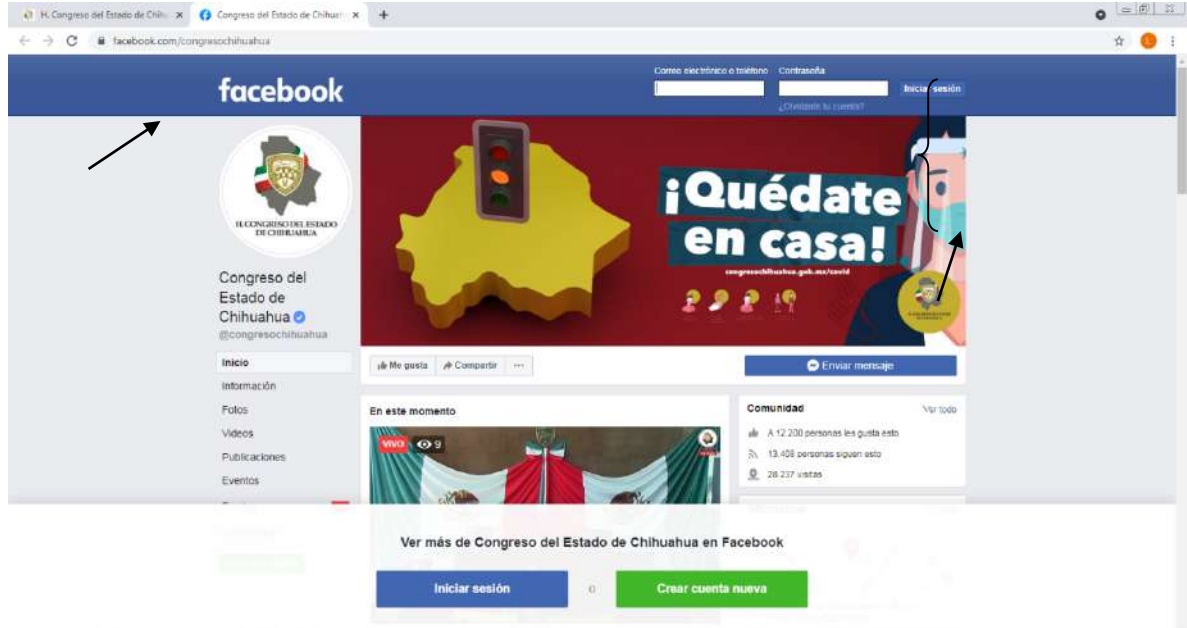 H. Congreso del Estado de Chihu
Congreso del Estado de Chihuah
facebook.com/congresochihuahua
facebook
Correo electrónico o teléfono
Contraseña
Iniciar sesión
¿Olvidaste tu cuenta?
H. CONGRESO DEL ESTADO
DE CHIHUAHUA
¡Quédate
en casa!
congresochihuahua.gob.mx/covid
Congreso del
Estado de
Chihuahua
@congresochihuahua
Inicio
Información
Fotos
Videos
Publicaciones
Eventos
Me gusta
Compartir
Enviar mensaje
En este momento
VIVO 9
Comunidad
Ver todo
A 12.200 personas les gusta esto
13.408 personas siguen esto
28.237 visitas
Ver más de Congreso del Estado de Chihuahua en Facebook
Iniciar sesión
o
Crear cuenta nueva